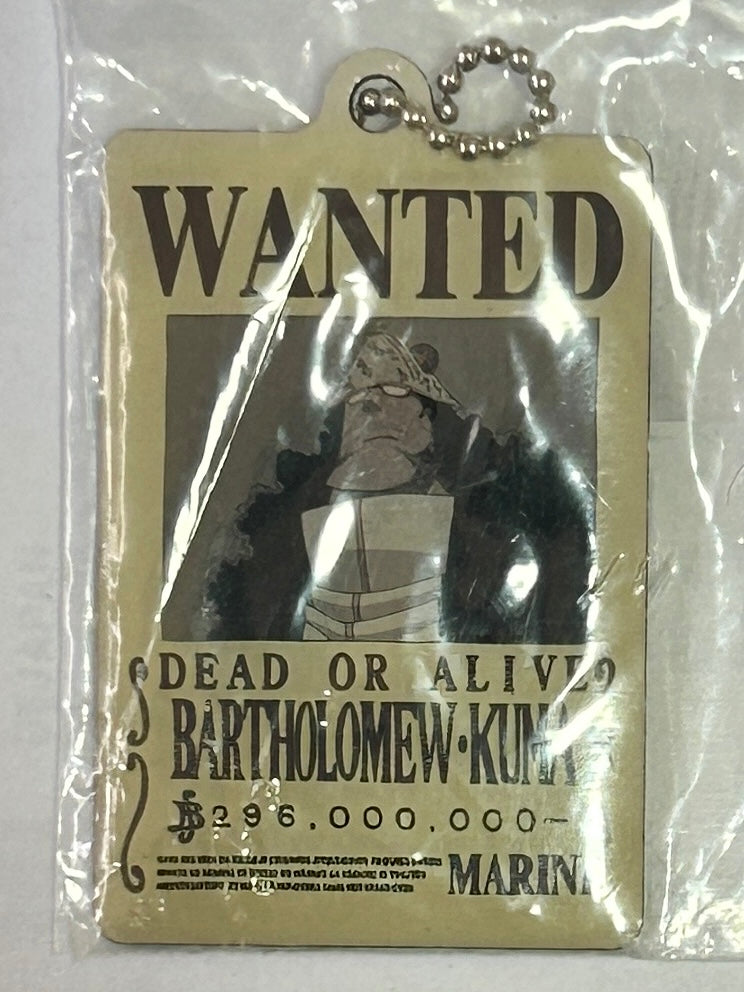 WANTED
DEAD OR ALIVE
BARTHOLOMEW·KUMA
฿296,000,000-
MARINE